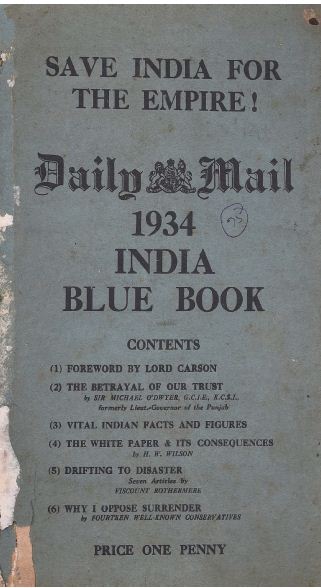 SAVE INDIA FOR
THE EMPIRE!
Daily Mail
1934
INDIA
BLUE BOOK
CONTENTS
(1) FOREWORD BY LORD CARSON
(2) THE BETRAYAL OF OUR TRUST
by SIR MICHAEL O'DWYER, G.C.I.E., K.C.S.I.,
formerly Lieut.-Governor of the Punjab
(3) VITAL INDIAN FACTS AND FIGURES
(4) THE WHITE PAPER & ITS CONSEQUENCES
by H. W. WILSON
(5) DRIFTING TO DISASTER
Seven Articles by
VISCOUNT ROTHERMERE
(6) WHY I OPPOSE SURRENDER
by FOURTEEN WELL-KNOWN CONSERVATIVES
PRICE ONE PENNY